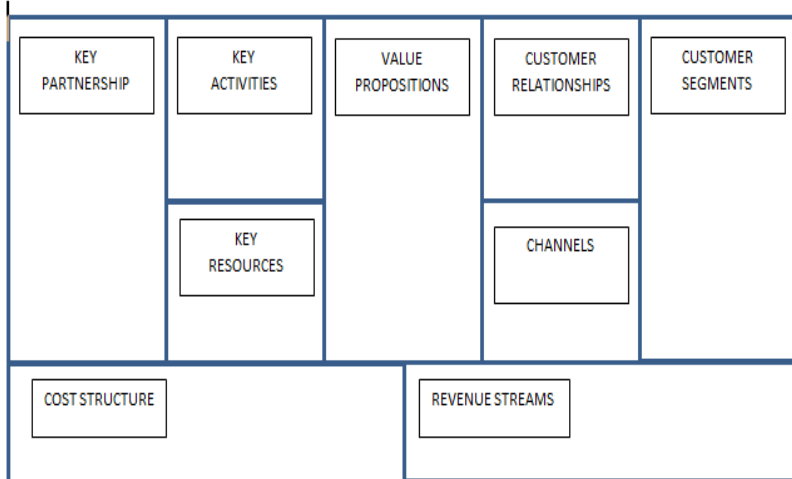 KEY
PARTNERSHIP
KEY
ACTIVITIES
VALUE
PROPOSITIONS
CUSTOMER
RELATIONSHIPS
CUSTOMER
SEGMENTS
KEY
RESOURCES
CHANNELS
COST STRUCTURE
REVENUE STREAMS